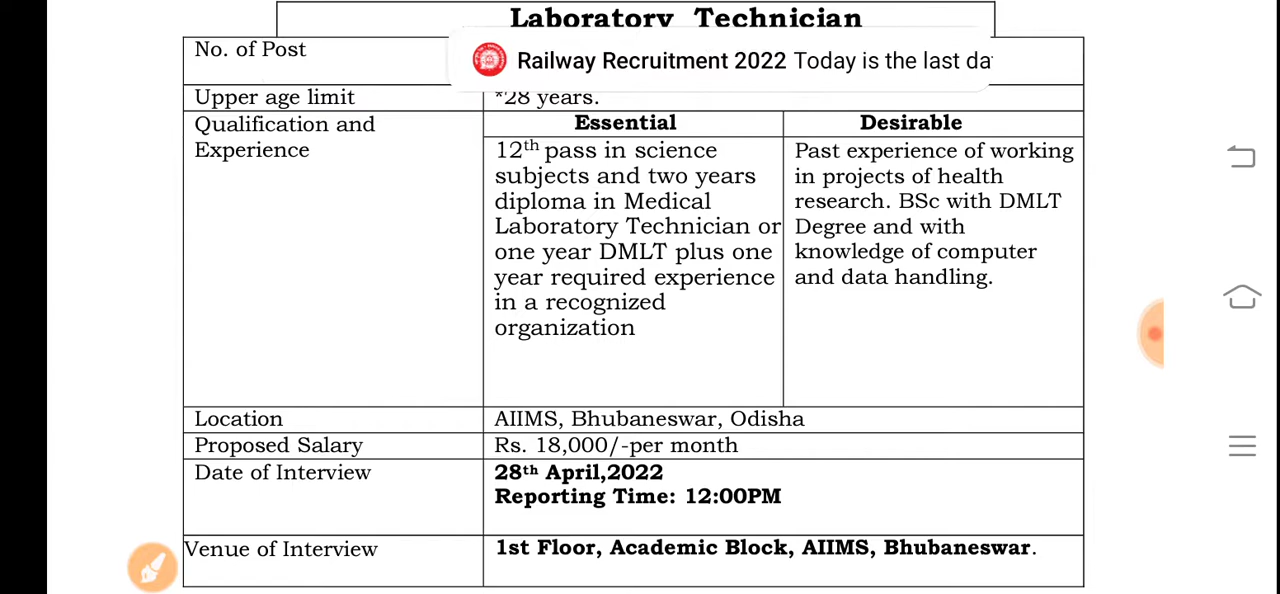 Laboratory Technician
No. of Post
Railway Recruitment 2022 Today is the last da
Upper age limit
*28 years.
Qualification and
Experience
Essential
12th pass in science
subjects and two years
diploma in Medical
Laboratory Technician or
one year DMLT plus one
year required experience
in a recognized
organization
Desirable
Past experience of working
in projects of health
research. BSc with DMLT
Degree and with
knowledge of computer
and data handling.
Location
AIIMS, Bhubaneswar, Odisha
Proposed Salary
Rs. 18,000/-per month
Date of Interview
28th April,2022
Reporting Time: 12:00PM
Venue of Interview
1st Floor, Academic Block, AIIMS, Bhubaneswar.